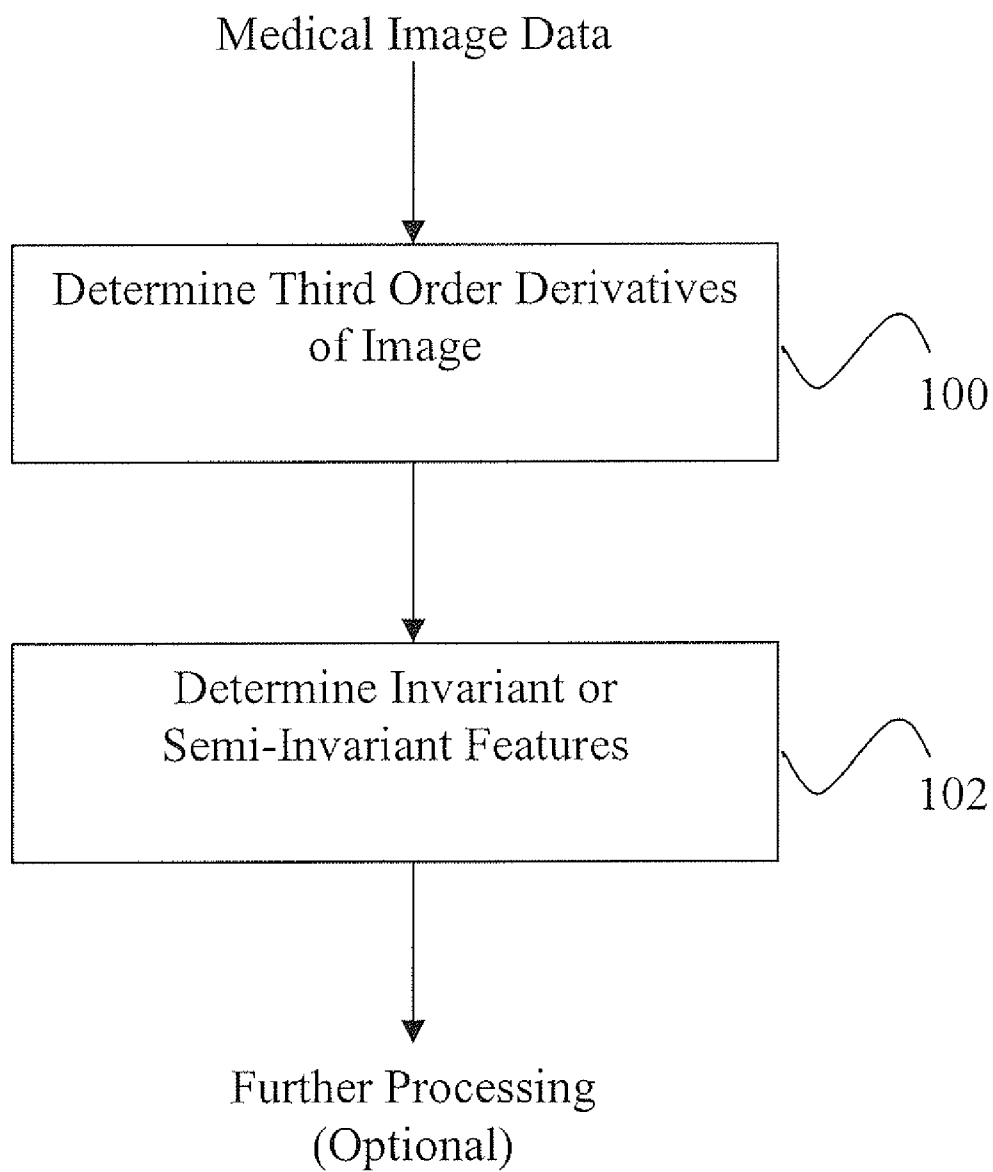 Medical Image Data
Determine Third Order Derivatives
of Image
100
Determine Invariant or
Semi-Invariant Features
102
Further Processing
(Optional)